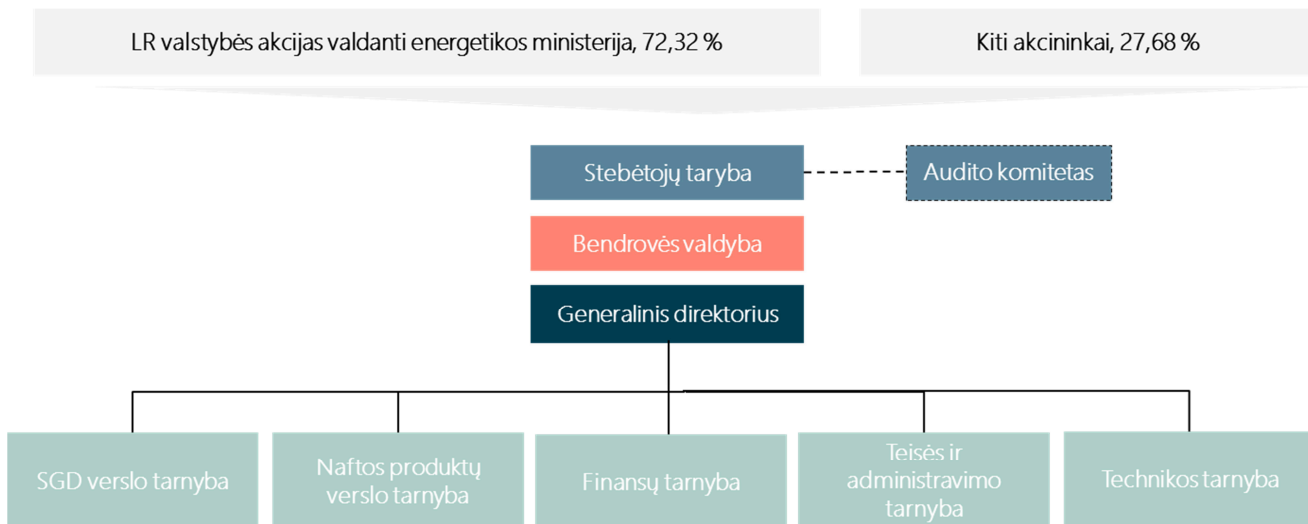 LR valstybės akcijas valdanti energetikos ministerija, 72,32 %
Kiti akcininkai, 27,68 %
Stebėtojų taryba
Audito komitetas
Bendrovės valdyba
Generalinis direktorius
SGD verslo tarnyba
Naftos produktų
verslo tarnyba
Finansų tarnyba
Teisės ir
administravimo
tarnyba
Technikos tarnyba